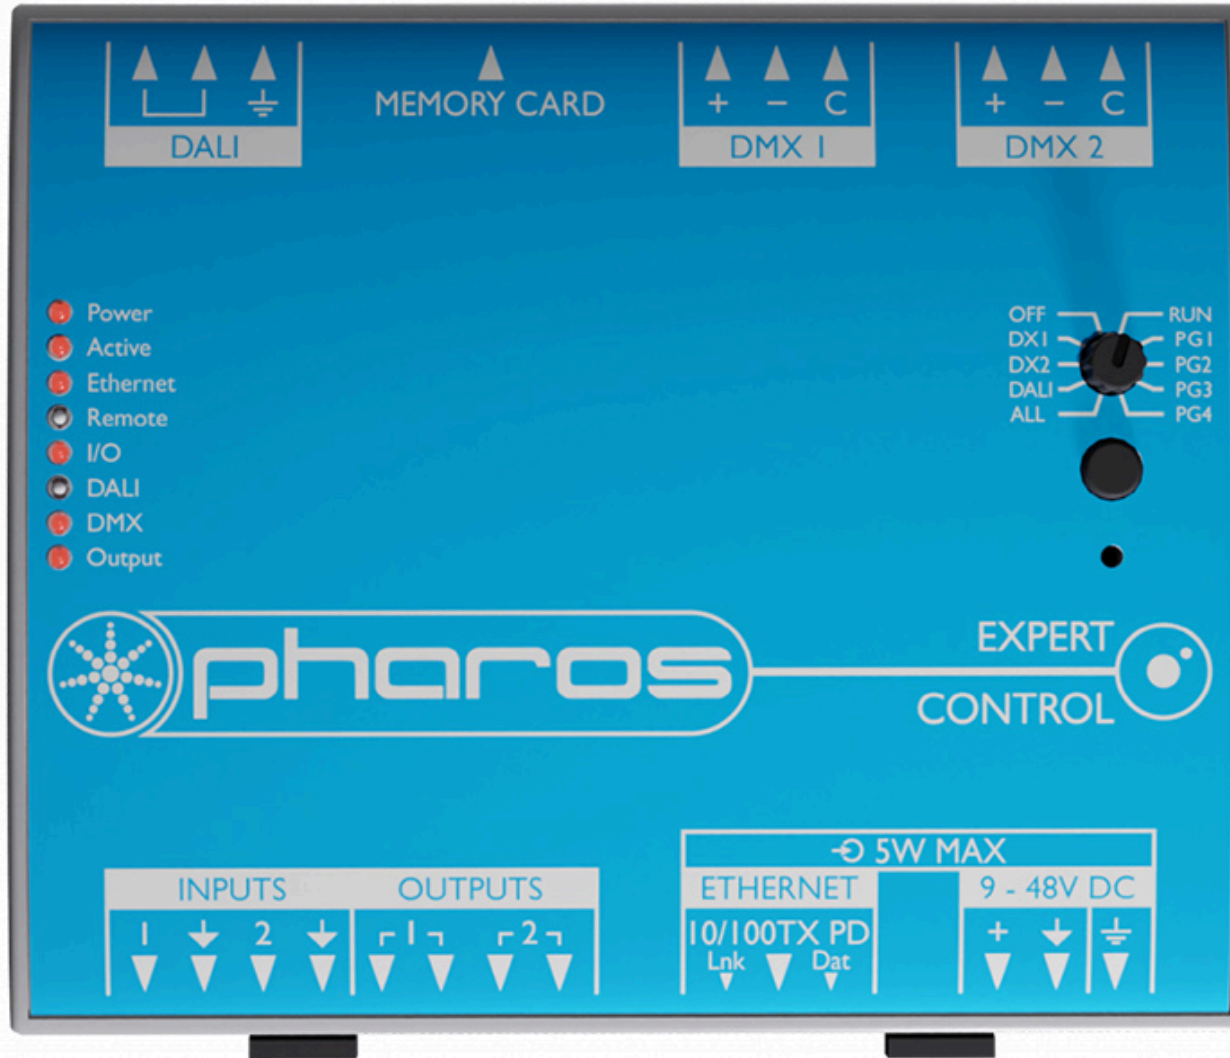 MEMORY CARD
+ − C
+ − C
DALI
DMX 1
DMX 2
Power
Active
Ethernet
Remote
I/O
DALI
DMX
Output
OFF
DX1
DX2
DALI
ALL
RUN
PG1
PG2
PG3
PG4
pharos
EXPERT
CONTROL
5W MAX
INPUTS
OUTPUTS
ETHERNET
9 - 48V DC
1 2
1 2
10/100TX PD
Lnk Dat
+